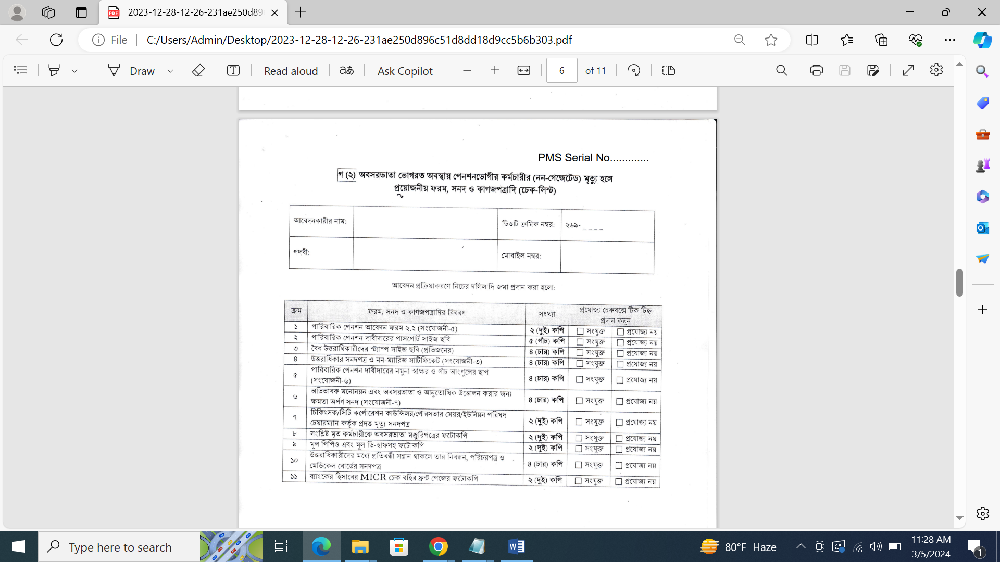 2023-12-28-12-26-231ae250d89
File
C:/Users/Admin/Desktop/2023-12-28-12-26-231ae250d896c51d8dd18d9cc5b6b303.pdf
Draw Read aloud aあ Ask Copilot 6 of 11
PMS Serial No.............
গ (২) অবসরভাতা ভোগরত অবস্থায় পেনশনভোগীর কর্মচারীর (নন-গেজেটেড) মৃত্যু হলে
প্রয়োজনীয় ফরম, সনদ ও কাগজপত্রাদি (চেক-লিস্ট)
আবেদনকারীর নাম: ডিওটি ক্রমিক নম্বর: ২৬৯- _ _ _ _
পদবী: মোবাইল নম্বর:
আবেদন প্রক্রিয়াকরণে নিচের দলিলাদি জমা প্রদান করা হলো:
ক্রম ফরম, সনদ ও কাগজপত্রাদির বিবরণ সংখ্যা প্রযোজ্য চেকবক্সে টিক চিহ্ন
প্রদান করুন
১ পারিবারিক পেনশন আবেদন ফরম ২.২ (সংযোজনী-৫) ২ (দুই) কপি সংযুক্ত প্রযোজ্য নয়
২ পারিবারিক পেনশন দাবীদারের পাসপোর্ট সাইজ ছবি ৫ (পাঁচ) কপি সংযুক্ত প্রযোজ্য নয়
৩ বৈধ উত্তরাধিকারীদের স্ট্যাম্প সাইজ ছবি (প্রতিজনের) ৪ (চার) কপি সংযুক্ত প্রযোজ্য নয়
৪ উত্তরাধিকার সনদপত্র ও নন-ম্যারিজ সার্টিফিকেট (সংযোজনী-৩) ৪ (চার) কপি সংযুক্ত প্রযোজ্য নয়
৫ পারিবারিক পেনশন দাবীদারের নমুনা স্বাক্ষর ও পাঁচ আংগুলের ছাপ
(সংযোজনী-৬) ৪ (চার) কপি সংযুক্ত প্রযোজ্য নয়
৬ অভিভাবক মনোনয়ন এবং অবসরভাতা ও আনুতোষিক উত্তোলন করার জন্য
ক্ষমতা অর্পণ সনদ (সংযোজনী-৭) ৪ (চার) কপি সংযুক্ত প্রযোজ্য নয়
৭ চিকিৎসক/সিটি কর্পোরেশন কাউন্সিলর/পৌরসভার মেয়র/ইউনিয়ন পরিষদ
চেয়ারম্যান কর্তৃক প্রদত্ত মৃত্যু সনদপত্র ২ (দুই) কপি সংযুক্ত প্রযোজ্য নয়
৮ সংশ্লিষ্ট মৃত কর্মচারীকে অবসরভাতা মঞ্জুরিপত্রের ফটোকপি ২ (দুই) কপি সংযুক্ত প্রযোজ্য নয়
৯ মূল পিপিও এবং মূল ডি-হাফসহ ফটোকপি ২ (দুই) কপি সংযুক্ত প্রযোজ্য নয়
১০ উত্তরাধিকারীদের মধ্যে প্রতিবন্ধী সন্তান থাকলে তার নিবন্ধন, পরিচয়পত্র ও
মেডিকেল বোর্ডের সনদপত্র ৪ (চার) কপি সংযুক্ত প্রযোজ্য নয়
১১ ব্যাংকের হিসাবের MICR চেক বহির ফ্রন্ট পেজের ফটোকপি ২ (দুই) কপি সংযুক্ত প্রযোজ্য নয়
Type here to search
80°F Haze
11:28 AM
3/5/2024
1